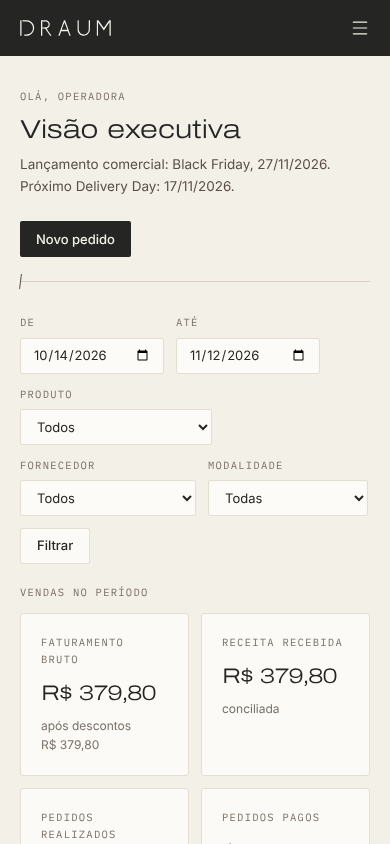 DRAUM
OLÁ, OPERADORA
Visão executiva
Lançamento comercial: Black Friday, 27/11/2026.
Próximo Delivery Day: 17/11/2026.
Novo pedido
DE
ATÉ
10/14/2026
11/12/2026
PRODUTO
Todos
FORNECEDOR
MODALIDADE
Todos
Todas
Filtrar
VENDAS NO PERÍODO
FATURAMENTO
BRUTO
R$ 379,80
após descontos
R$ 379,80
RECEITA RECEBIDA
R$ 379,80
conciliada
PEDIDOS
REALIZADOS
PEDIDOS PAGOS